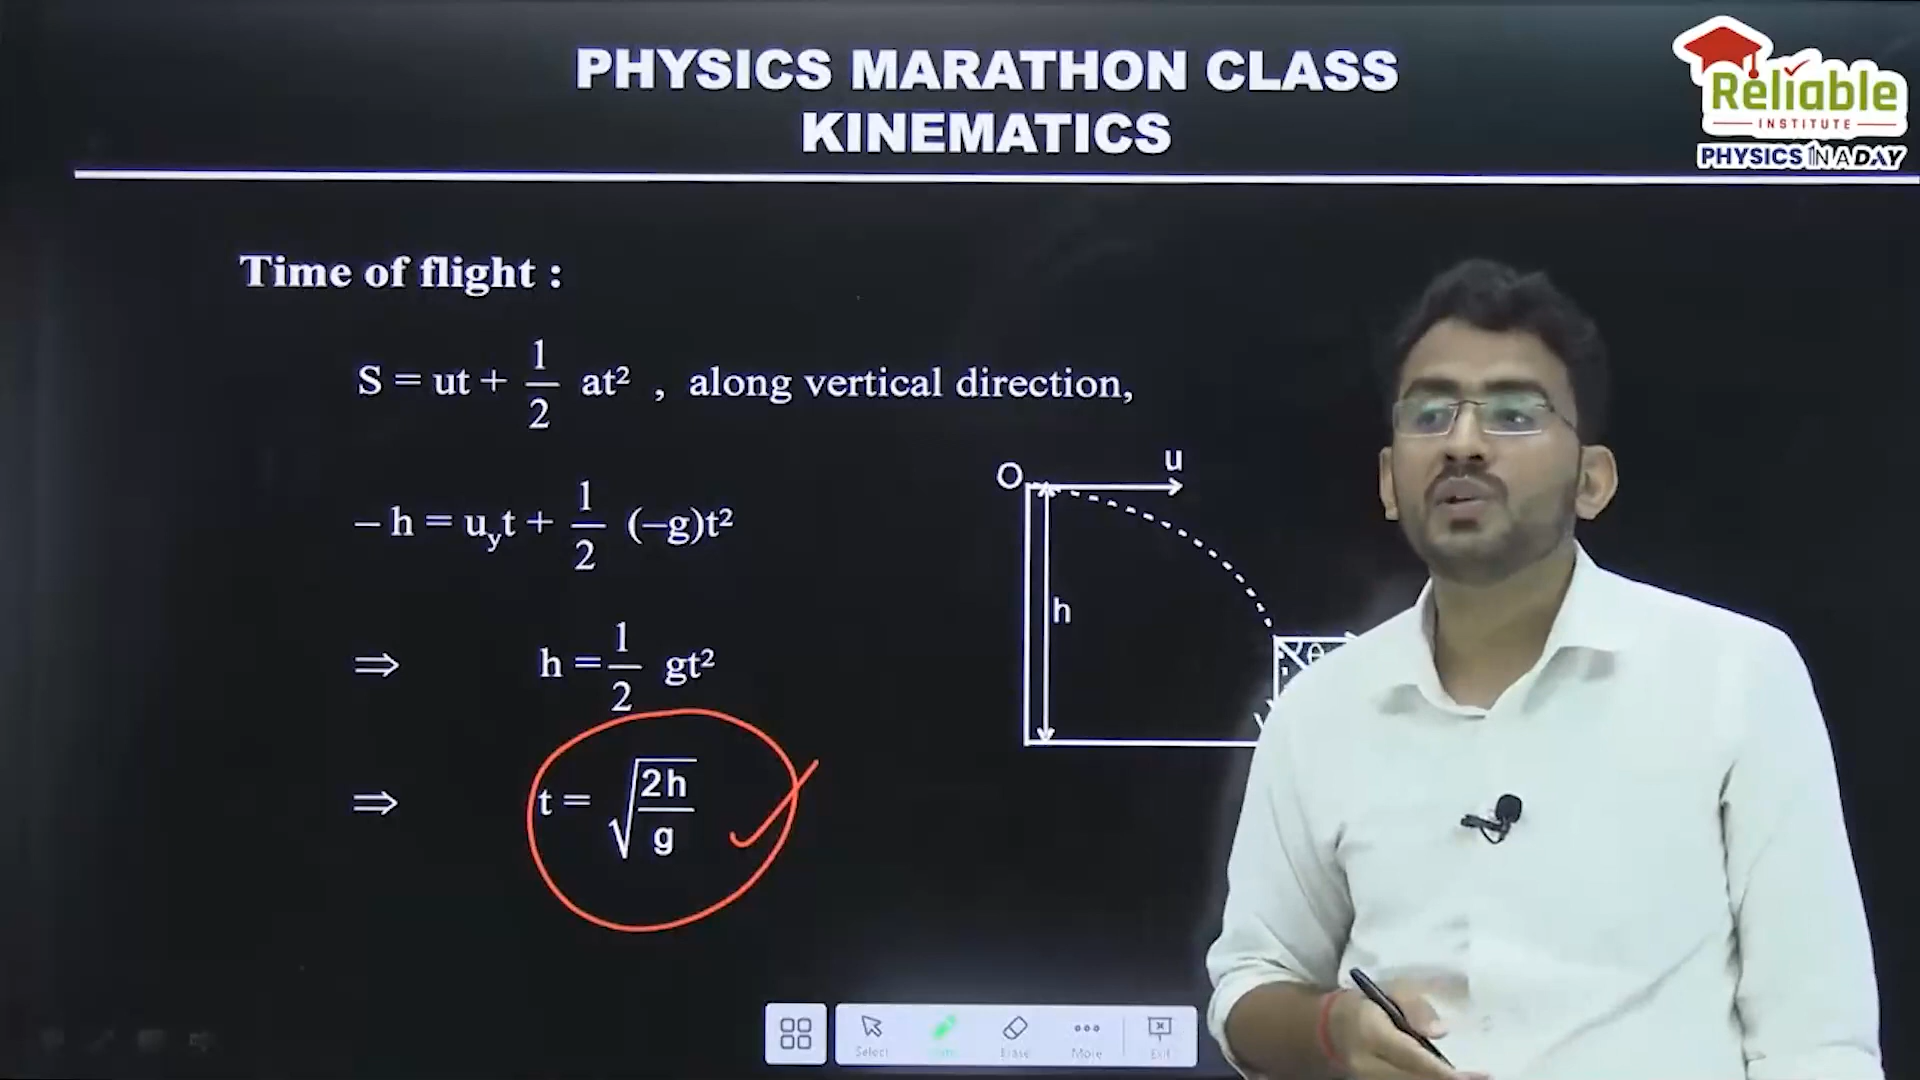 PHYSICS MARATHON CLASS
KINEMATICS
Reliable
INSTITUTE
PHYSICS IN A DAY
Time of flight :
S = ut + 1/2 at² , along vertical direction,
– h = u_y t + 1/2 (–g)t²
⇒ h = 1/2 gt²
⇒ t = √(2h/g)
O
u
h
θ
Select
Erase
More
Exit